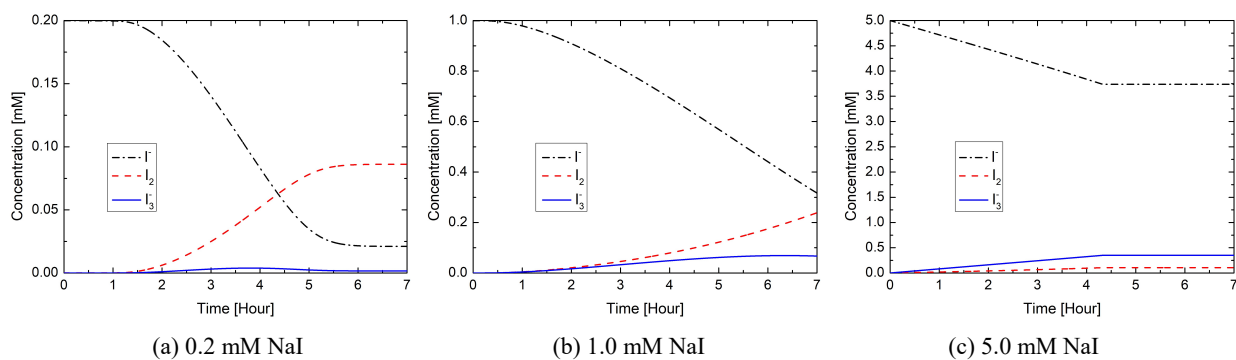 0.20
0.15
0.10
0.05
0.00
Concentration [mM]
I⁻
I₂
I₃⁻
0 1 2 3 4 5 6 7
Time [Hour]
(a) 0.2 mM NaI
1.0
0.8
0.6
0.4
0.2
0.0
Concentration [mM]
I⁻
I₂
I₃⁻
0 1 2 3 4 5 6 7
Time [Hour]
(b) 1.0 mM NaI
5.0
4.5
4.0
3.5
3.0
2.5
2.0
1.5
1.0
0.5
0.0
Concentration [mM]
I⁻
I₂
I₃⁻
0 1 2 3 4 5 6 7
Time [Hour]
(c) 5.0 mM NaI